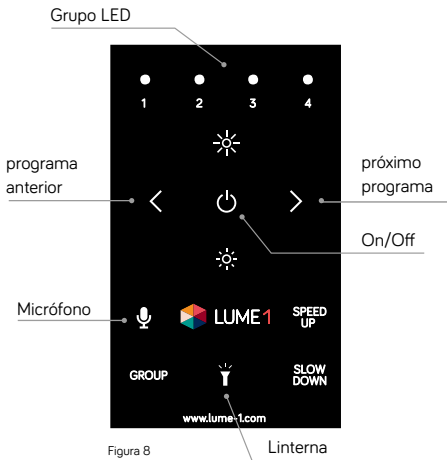 Grupo LED
1 2 3 4
programa
anterior
próximo
programa
On/Off
Micrófono
LUME1
SPEED
UP
GROUP
SLOW
DOWN
www.lume-1.com
Figura 8
Linterna